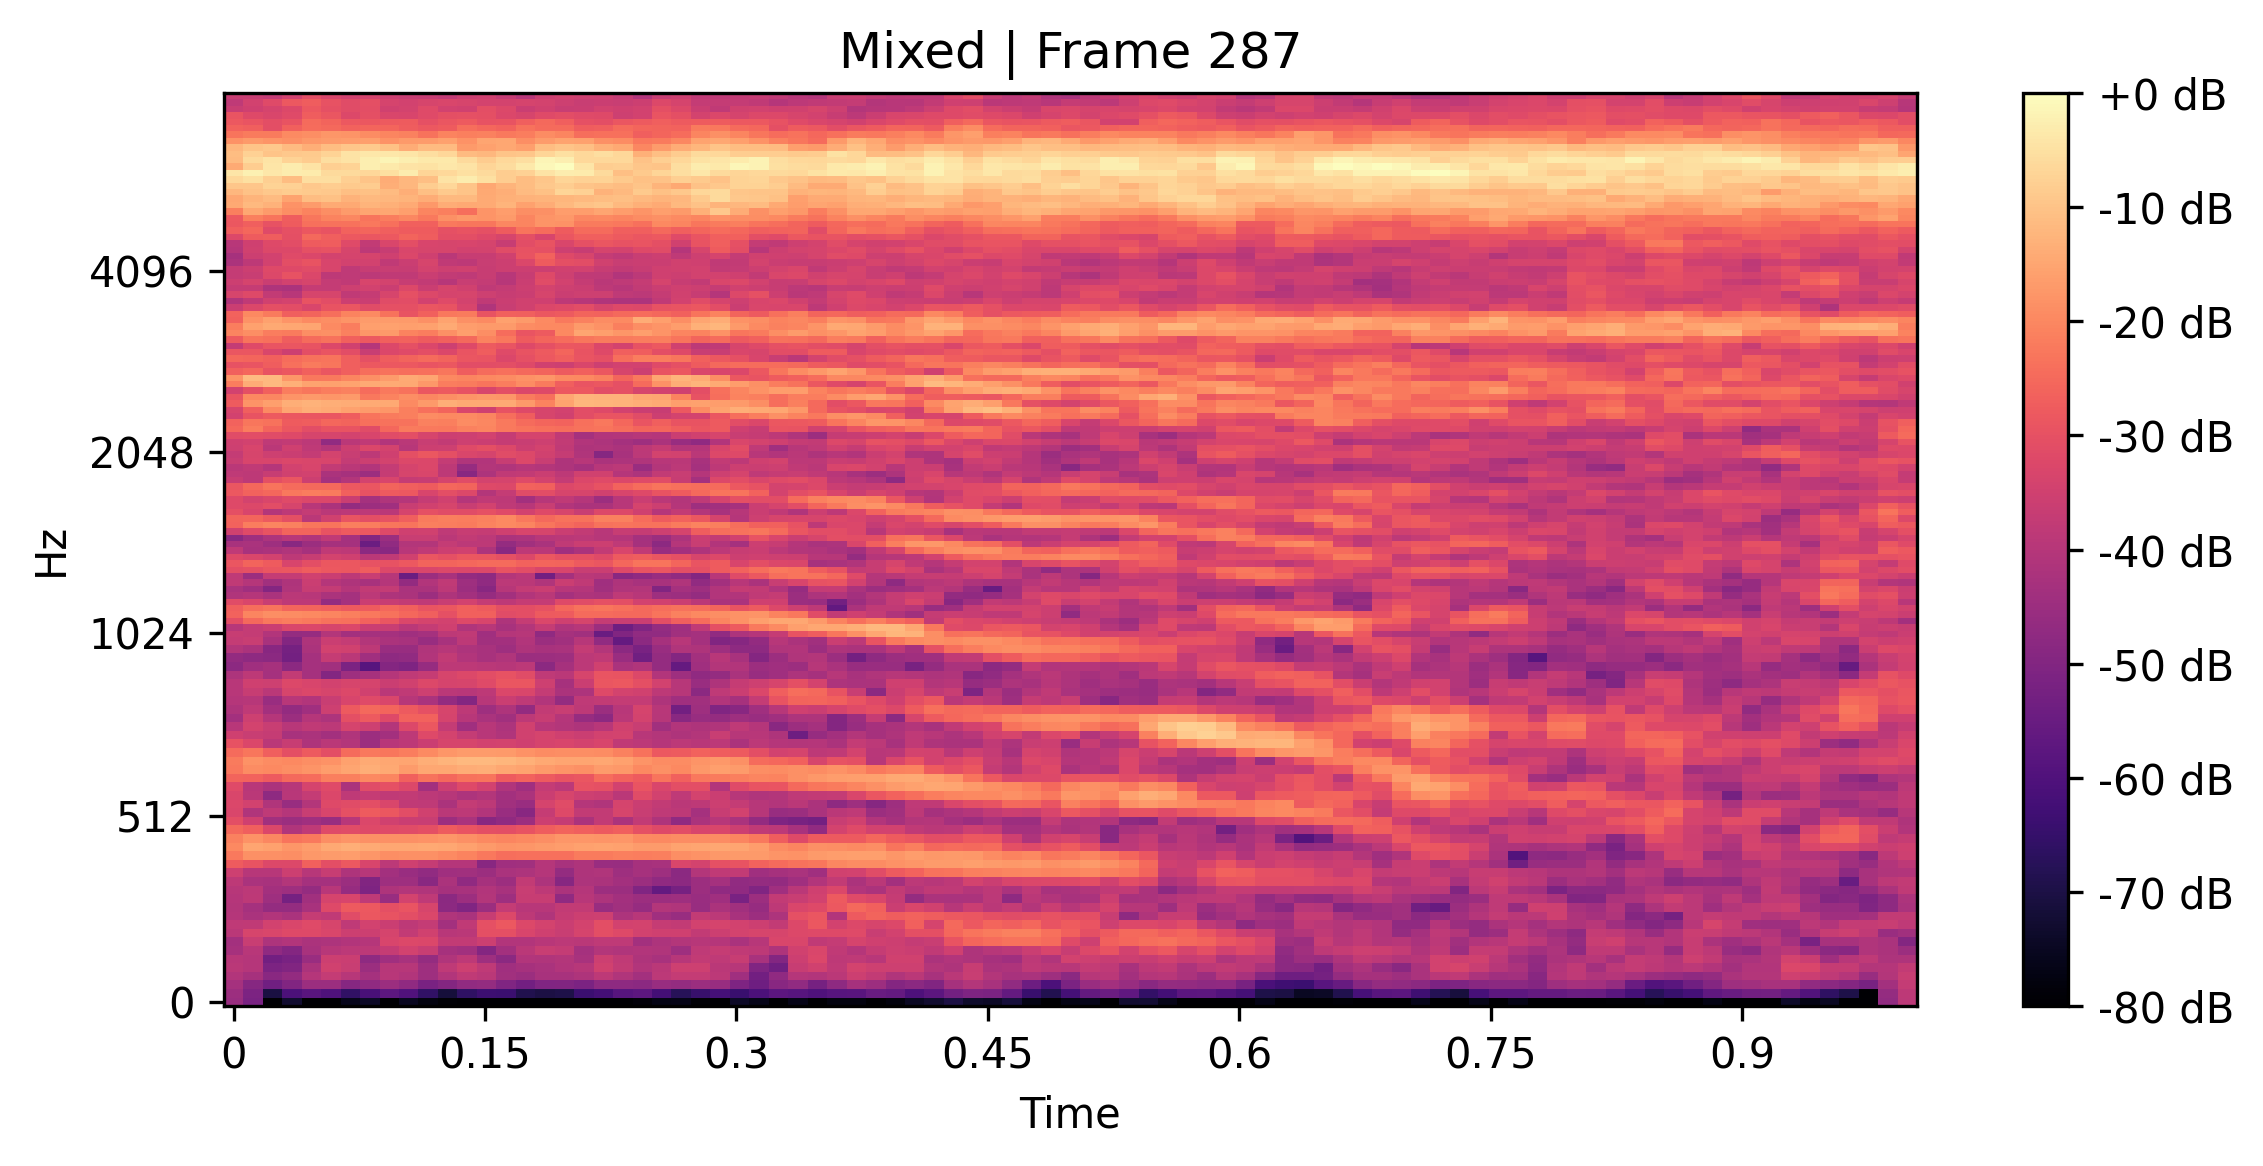 Mixed | Frame 287
+0 dB
-10 dB
-20 dB
-30 dB
-40 dB
-50 dB
-60 dB
-70 dB
-80 dB
4096
2048
1024
512
0
Hz
0 0.15 0.3 0.45 0.6 0.75 0.9
Time